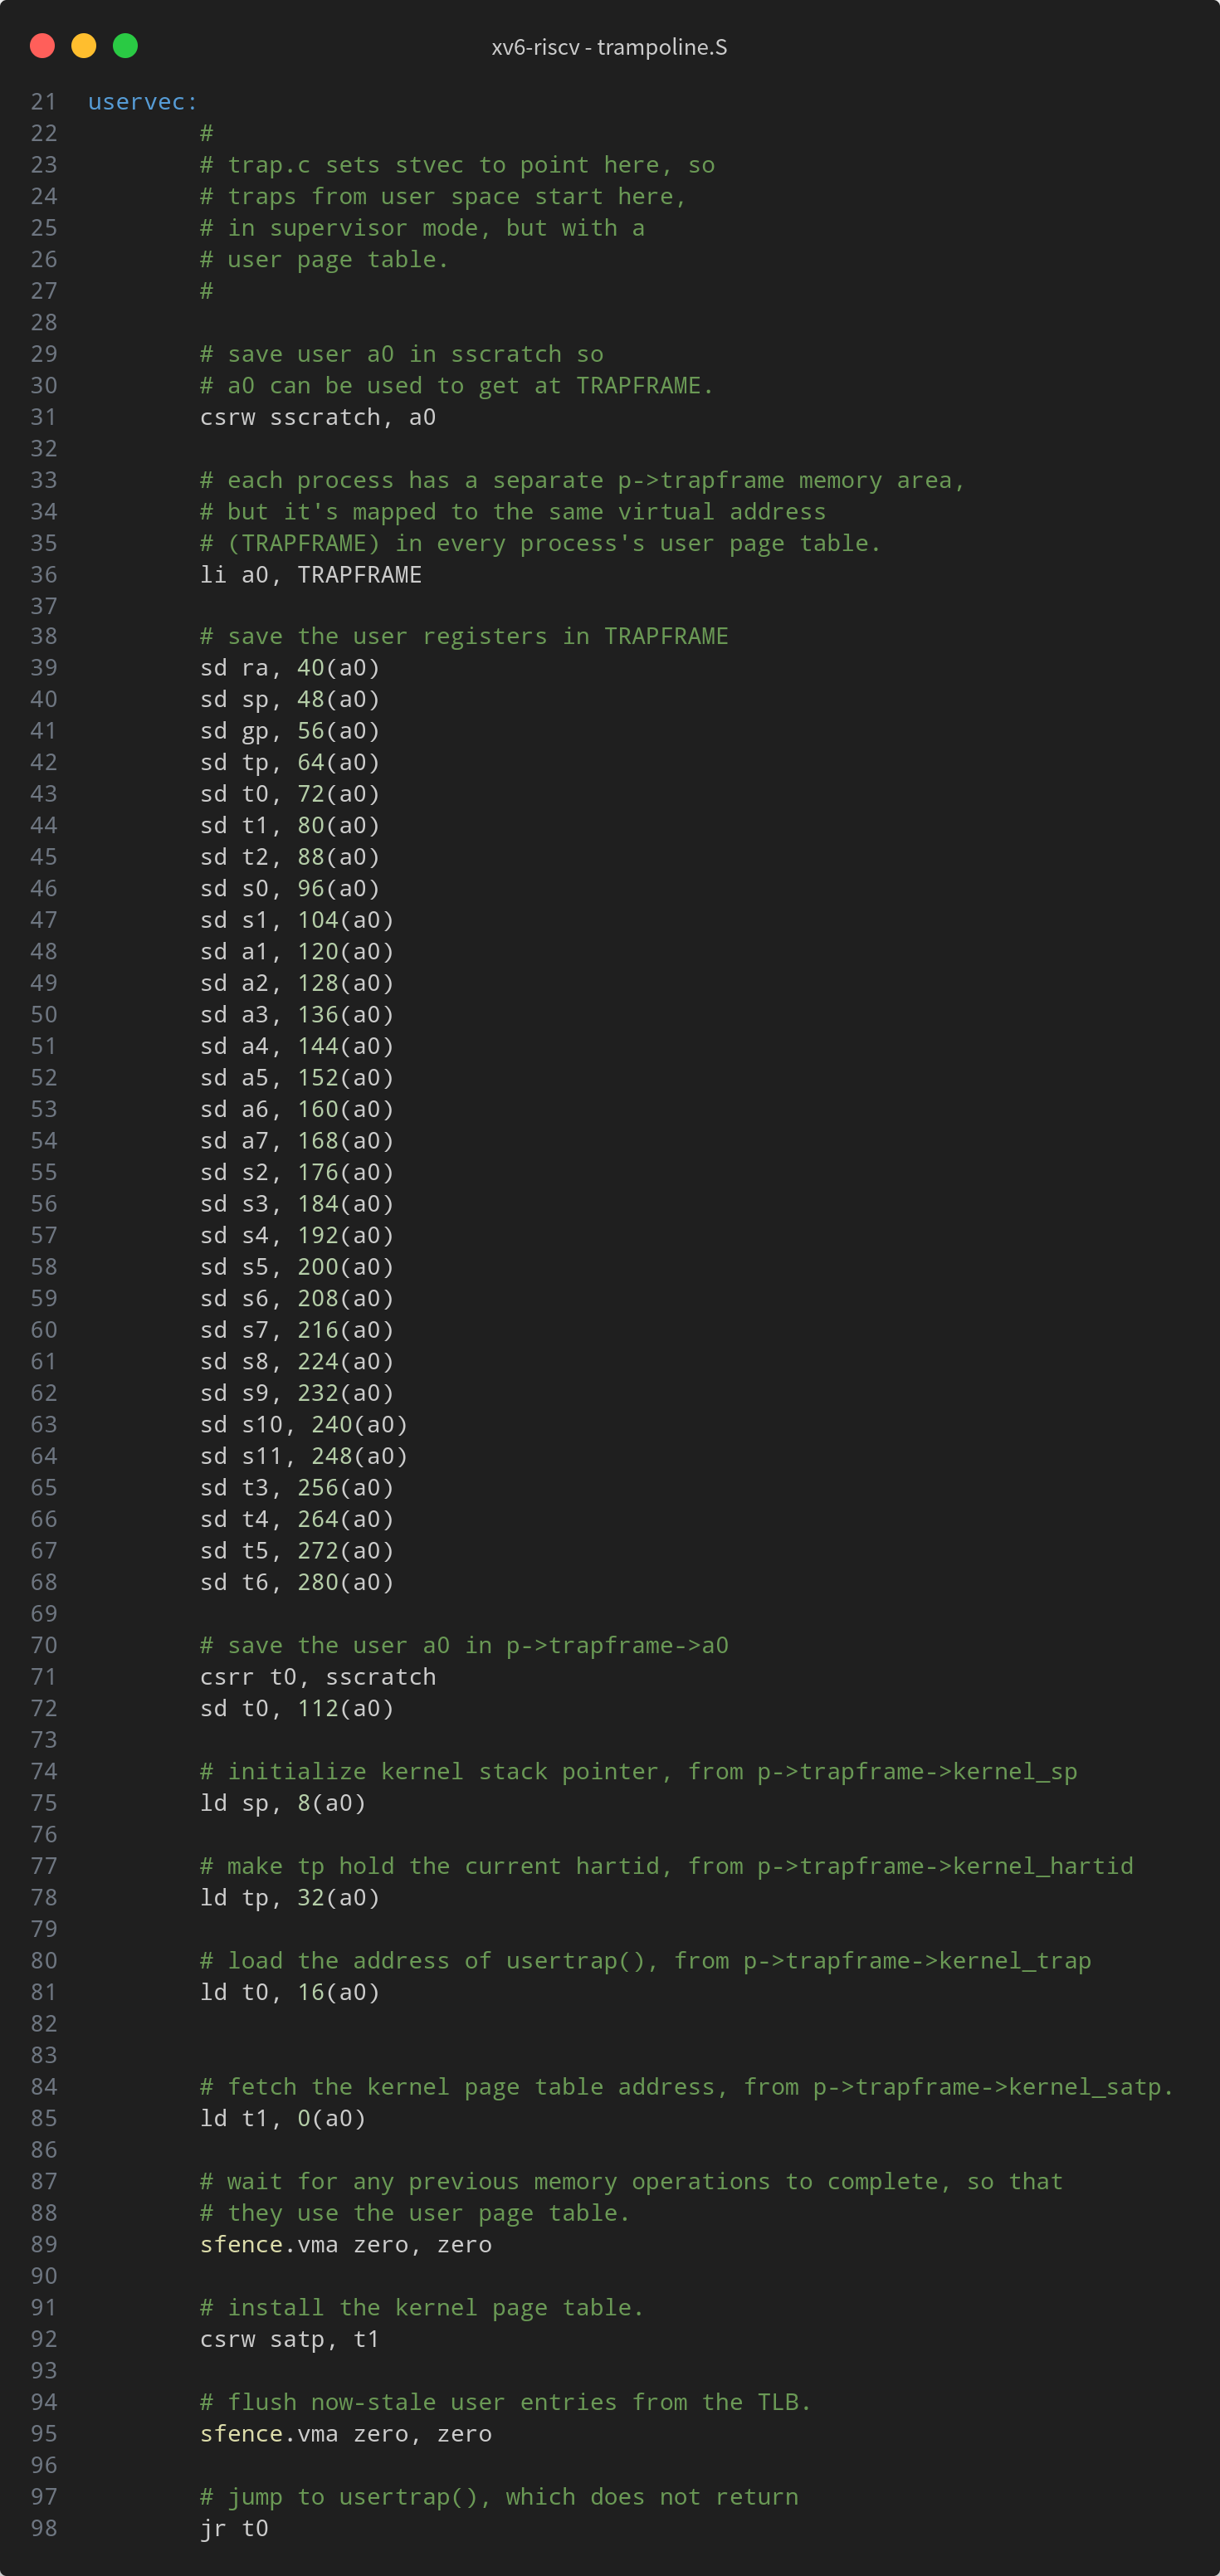 xv6-riscv - trampoline.S
21 uservec:
22 #
23 # trap.c sets stvec to point here, so
24 # traps from user space start here,
25 # in supervisor mode, but with a
26 # user page table.
27 #
28
29 # save user a0 in sscratch so
30 # a0 can be used to get at TRAPFRAME.
31 csrw sscratch, a0
32
33 # each process has a separate p->trapframe memory area,
34 # but it's mapped to the same virtual address
35 # (TRAPFRAME) in every process's user page table.
36 li a0, TRAPFRAME
37
38 # save the user registers in TRAPFRAME
39 sd ra, 40(a0)
40 sd sp, 48(a0)
41 sd gp, 56(a0)
42 sd tp, 64(a0)
43 sd t0, 72(a0)
44 sd t1, 80(a0)
45 sd t2, 88(a0)
46 sd s0, 96(a0)
47 sd s1, 104(a0)
48 sd a1, 120(a0)
49 sd a2, 128(a0)
50 sd a3, 136(a0)
51 sd a4, 144(a0)
52 sd a5, 152(a0)
53 sd a6, 160(a0)
54 sd a7, 168(a0)
55 sd s2, 176(a0)
56 sd s3, 184(a0)
57 sd s4, 192(a0)
58 sd s5, 200(a0)
59 sd s6, 208(a0)
60 sd s7, 216(a0)
61 sd s8, 224(a0)
62 sd s9, 232(a0)
63 sd s10, 240(a0)
64 sd s11, 248(a0)
65 sd t3, 256(a0)
66 sd t4, 264(a0)
67 sd t5, 272(a0)
68 sd t6, 280(a0)
69
70 # save the user a0 in p->trapframe->a0
71 csrr t0, sscratch
72 sd t0, 112(a0)
73
74 # initialize kernel stack pointer, from p->trapframe->kernel_sp
75 ld sp, 8(a0)
76
77 # make tp hold the current hartid, from p->trapframe->kernel_hartid
78 ld tp, 32(a0)
79
80 # load the address of usertrap(), from p->trapframe->kernel_trap
81 ld t0, 16(a0)
82
83
84 # fetch the kernel page table address, from p->trapframe->kernel_satp.
85 ld t1, 0(a0)
86
87 # wait for any previous memory operations to complete, so that
88 # they use the user page table.
89 sfence.vma zero, zero
90
91 # install the kernel page table.
92 csrw satp, t1
93
94 # flush now-stale user entries from the TLB.
95 sfence.vma zero, zero
96
97 # jump to usertrap(), which does not return
98 jr t0